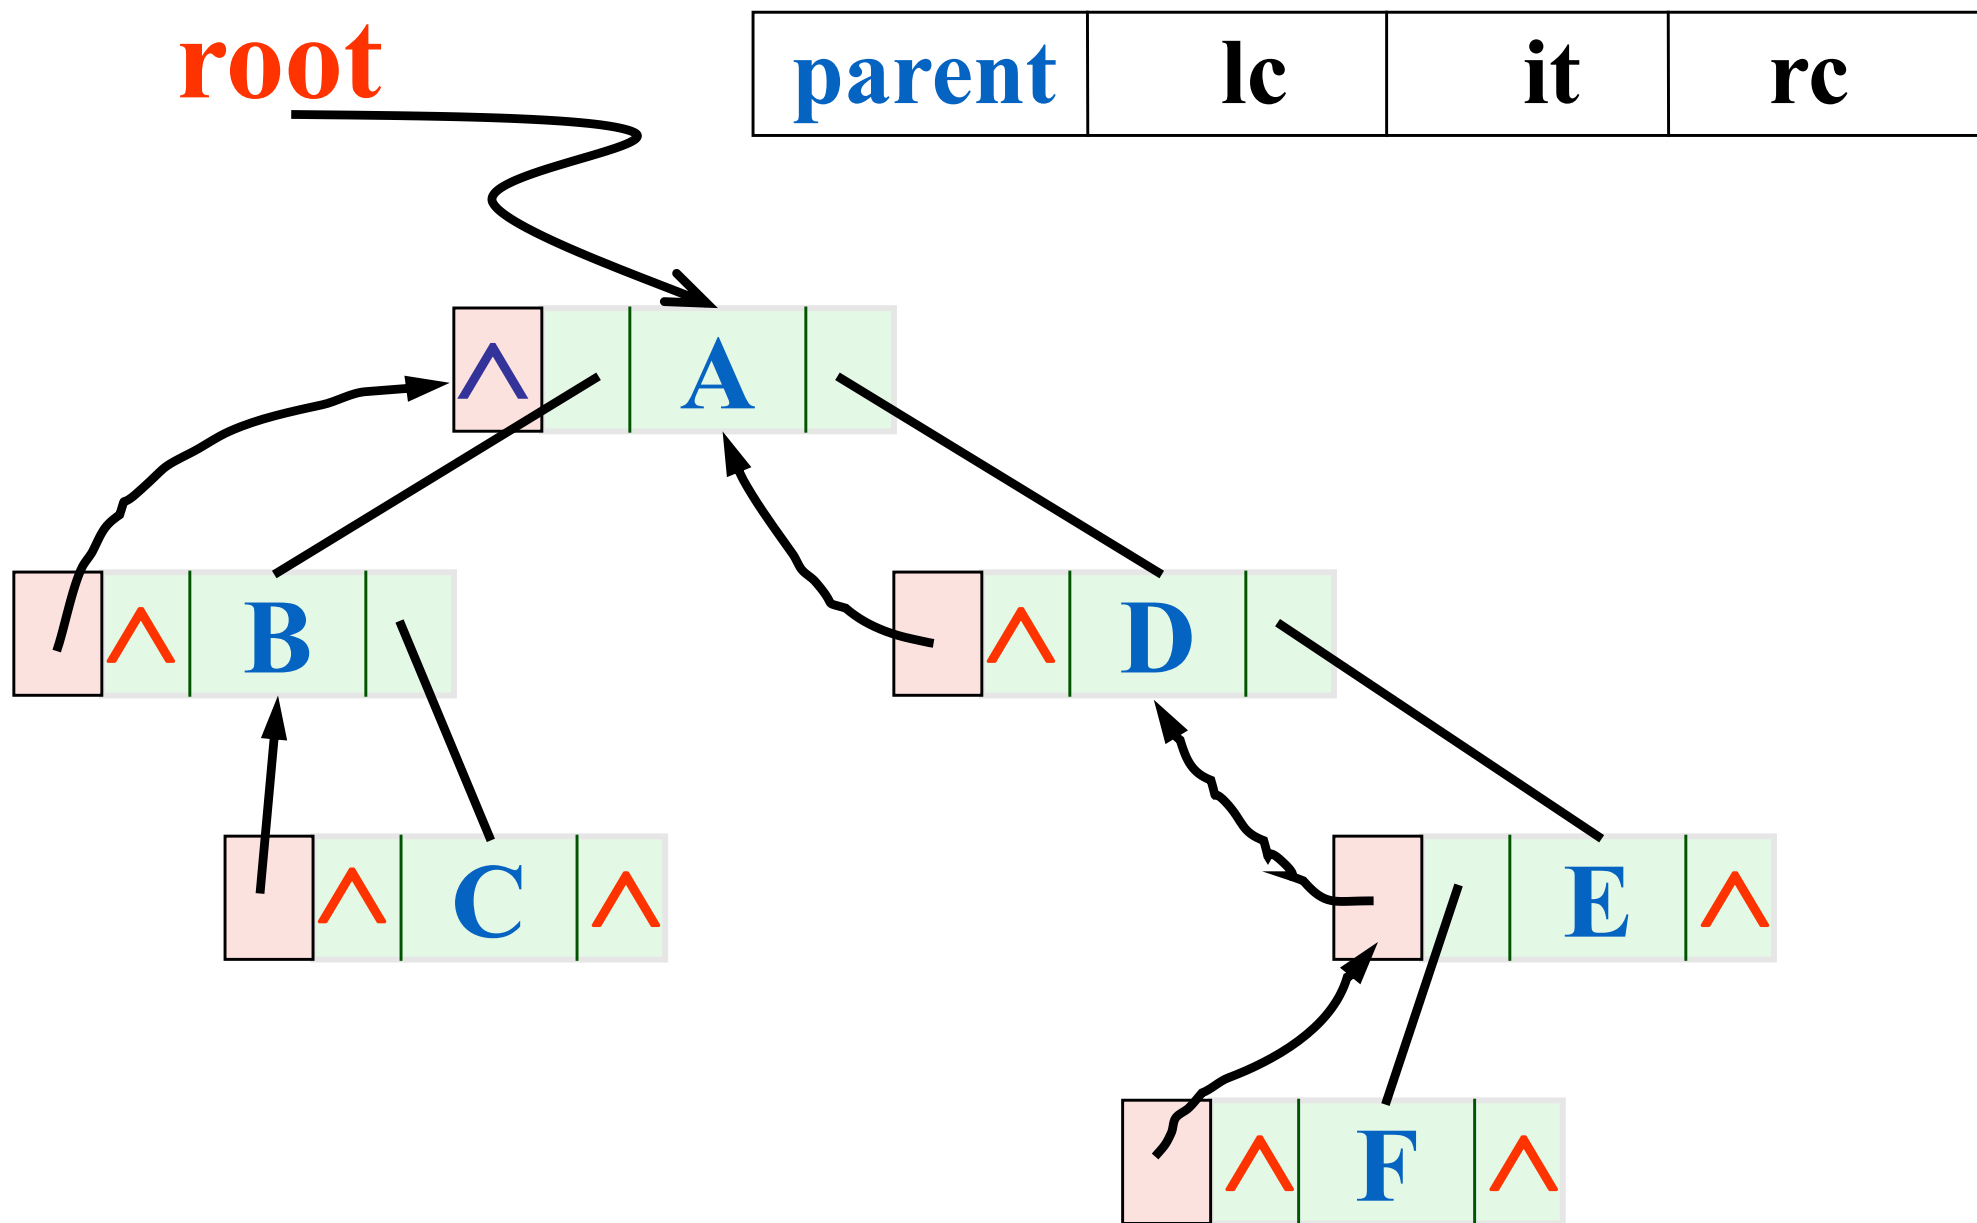 root
parent lc it rc
^ A
^ B ^ D
^ C ^ ^ E ^
^ F ^